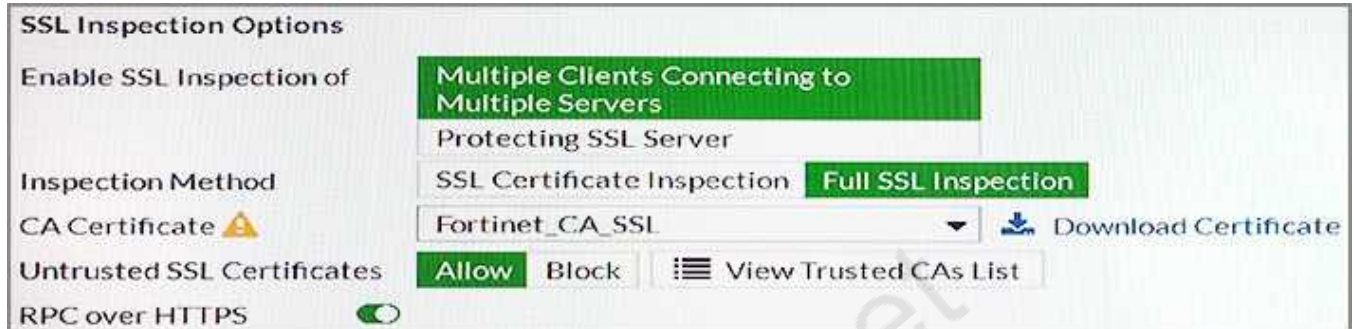 SSL Inspection Options
Enable SSL Inspection of
Multiple Clients Connecting to
Multiple Servers
Protecting SSL Server
Inspection Method
SSL Certificate Inspection
Full SSL Inspection
CA Certificate
Fortinet_CA_SSL
Download Certificate
Untrusted SSL Certificates
Allow
Block
View Trusted CAs List
RPC over HTTPS